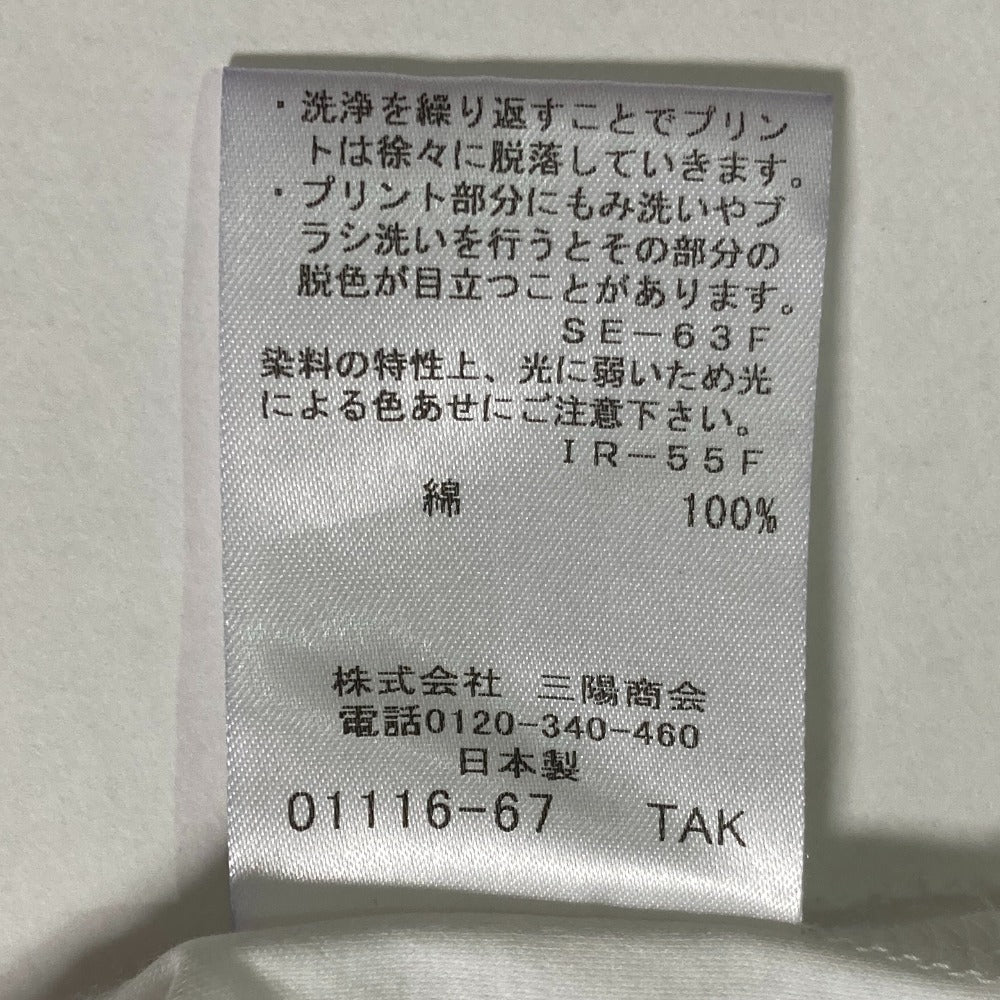 ・洗浄を繰り返すことでプリン
トは徐々に脱落していきます。
・プリント部分にもみ洗いやブ
ラシ洗いを行うとその部分の
脱色が目立つことがあります。
SE-63F
染料の特性上、光に弱いため光
による色あせにご注意下さい。
IR-55F
綿 100%
株式会社 三陽商会
電話0120-340-460
日本製
01116-67 TAK